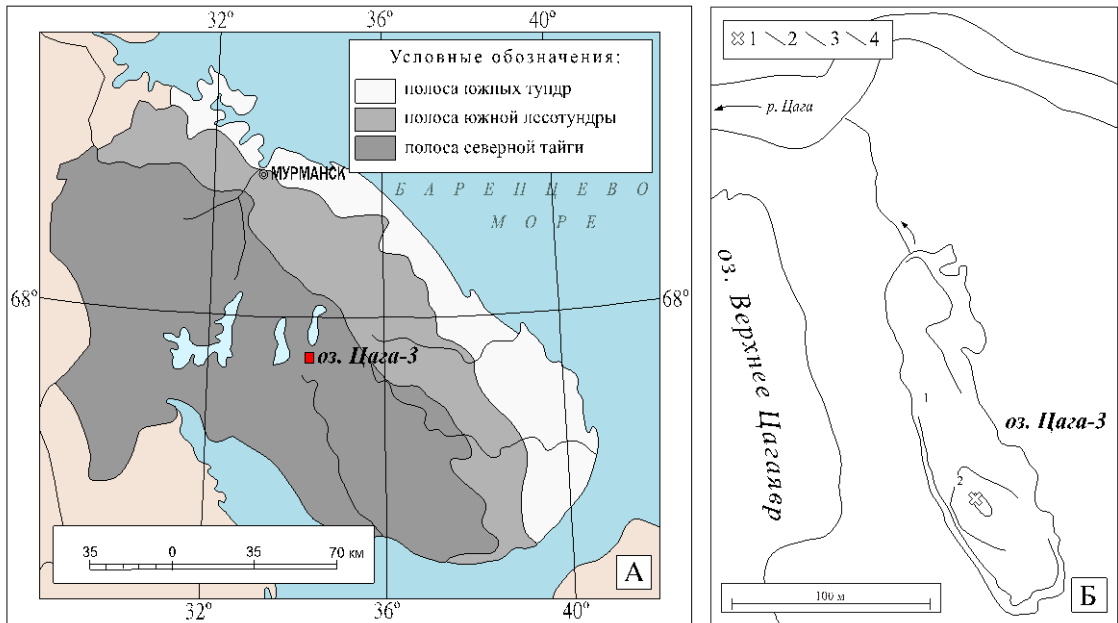 32°
36°
40°
Условные обозначения:
полоса южных тундр
полоса южной лесотундры
полоса северной тайги
МУРМАНСК
БАРЕНЦЕВО
МОРЕ
68°
68°
оз. Цага-3
35 0 35 70 км
А
32°
36°
40°
1 2 3 4
р. Цага
оз. Верхнее Цагаявр
1
оз. Цага-3
2
100 м
Б